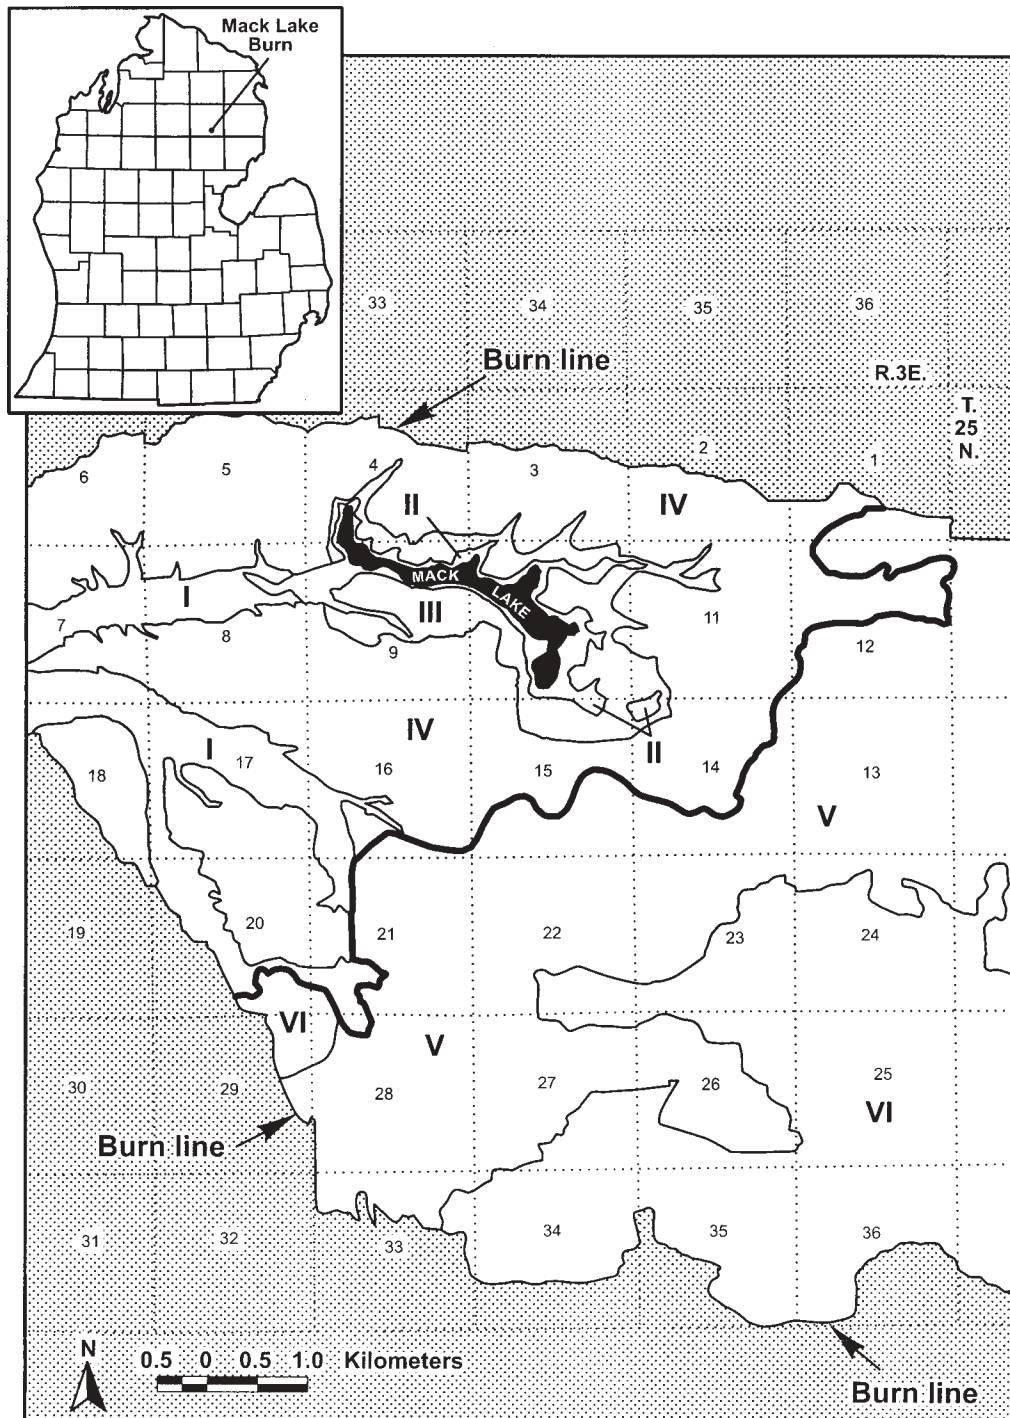 Mack Lake
Burn
33
34
35
36
R.3E.
Burn line
T.
25
N.
6
5
4
3
2
1
II
IV
MACK
LAKE
I
III
7
8
9
11
12
IV
II
I
18
17
16
15
14
13
V
19
20
21
22
23
24
VI
V
30
29
28
27
26
25
VI
Burn line
31
32
33
34
35
36
N
0.5 0 0.5 1.0 Kilometers
Burn line